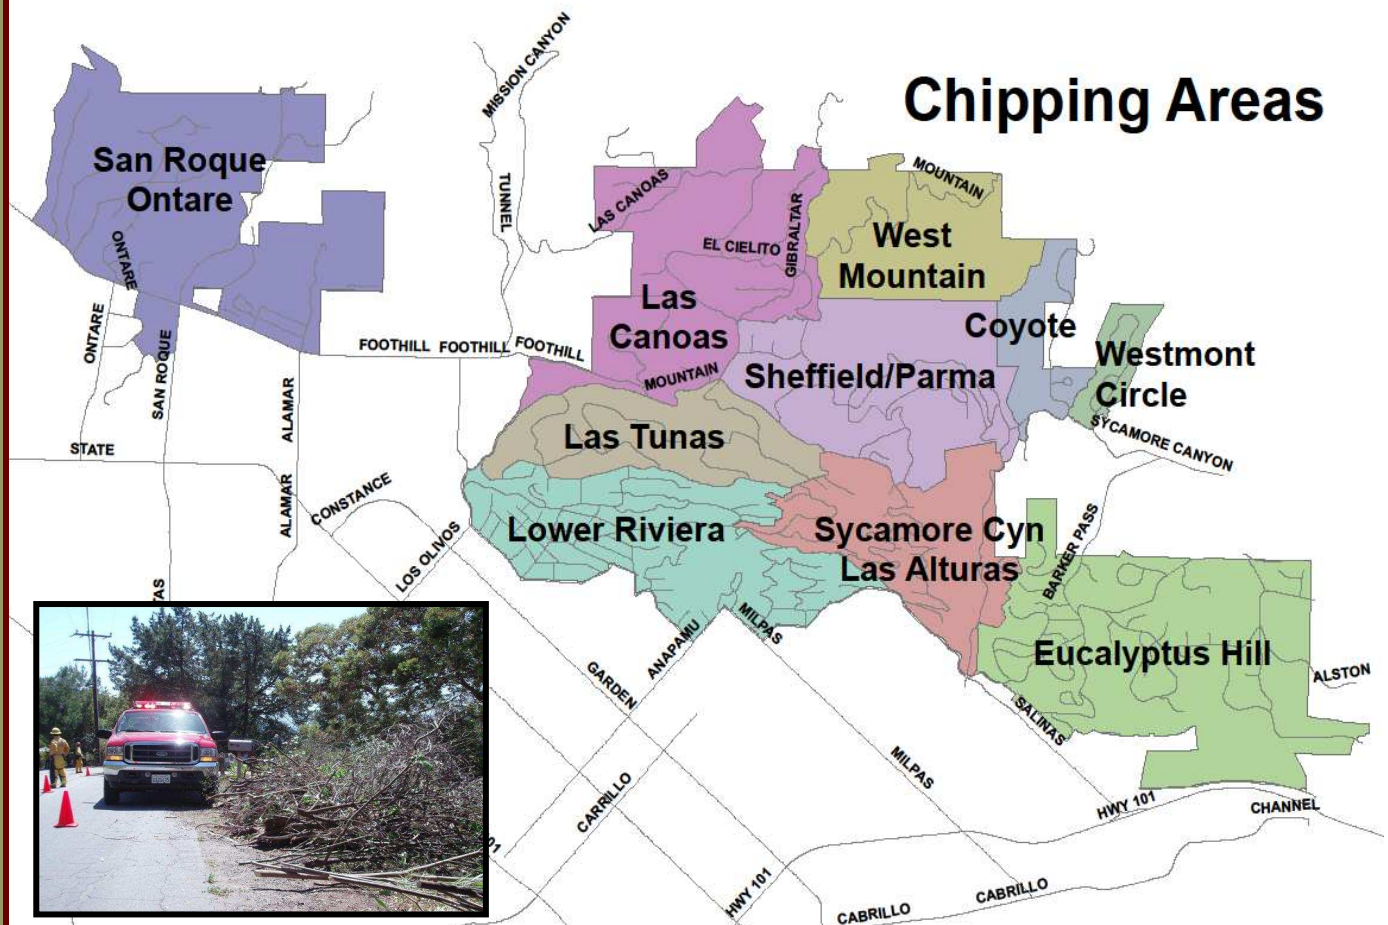 Chipping Areas
MISSION CANYON
San Roque
Ontare
TUNNEL
LAS CANOAS
GIBRALTAR
MOUNTAIN
EL CIELITO
West
Mountain
ONTARE
Las
Canoas
Coyote
ONTARE
SAN ROQUE
FOOTHILL
FOOTHILL
FOOTHILL
MOUNTAIN
Sheffield/Parma
Westmont
Circle
ALAMAR
STATE
Las Tunas
SYCAMORE CANYON
ALAMAR
CONSTANCE
LOS OLIVOS
Lower Riviera
Sycamore Cyn
Las Alturas
BARKER PASS
MILPAS
ANAPAMU
Eucalyptus Hill
GARDEN
ALSTON
SALINAS
MILPAS
CARRILLO
HWY 101
CHANNEL
HWY 101
CABRILLO
CABRILLO